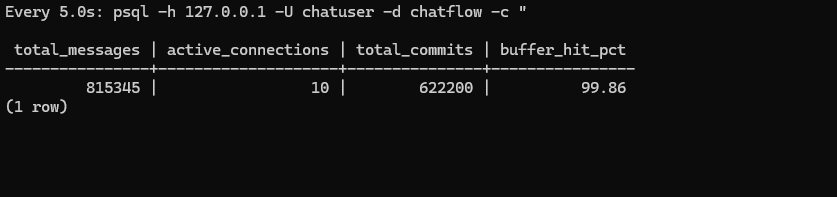 Every 5.0s: psql -h 127.0.0.1 -U chatuser -d chatflow -c "
total_messages | active_connections | total_commits | buffer_hit_pct
----------------+--------------------+---------------+----------------
815345 | 10 | 622200 | 99.86
(1 row)